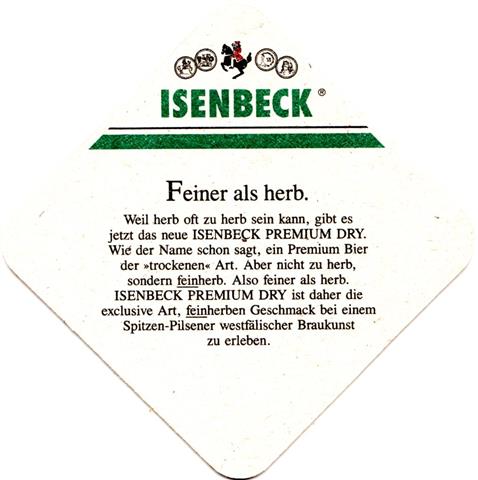 ISENBECK®
Feiner als herb.
Weil herb oft zu herb sein kann, gibt es
jetzt das neue ISENBECK PREMIUM DRY.
Wie der Name schon sagt, ein Premium Bier
der »trockenen« Art. Aber nicht zu herb,
sondern feinherb. Also feiner als herb.
ISENBECK PREMIUM DRY ist daher die
exclusive Art, feinherben Geschmack bei einem
Spitzen-Pilsener westfälischer Braukunst
zu erleben.